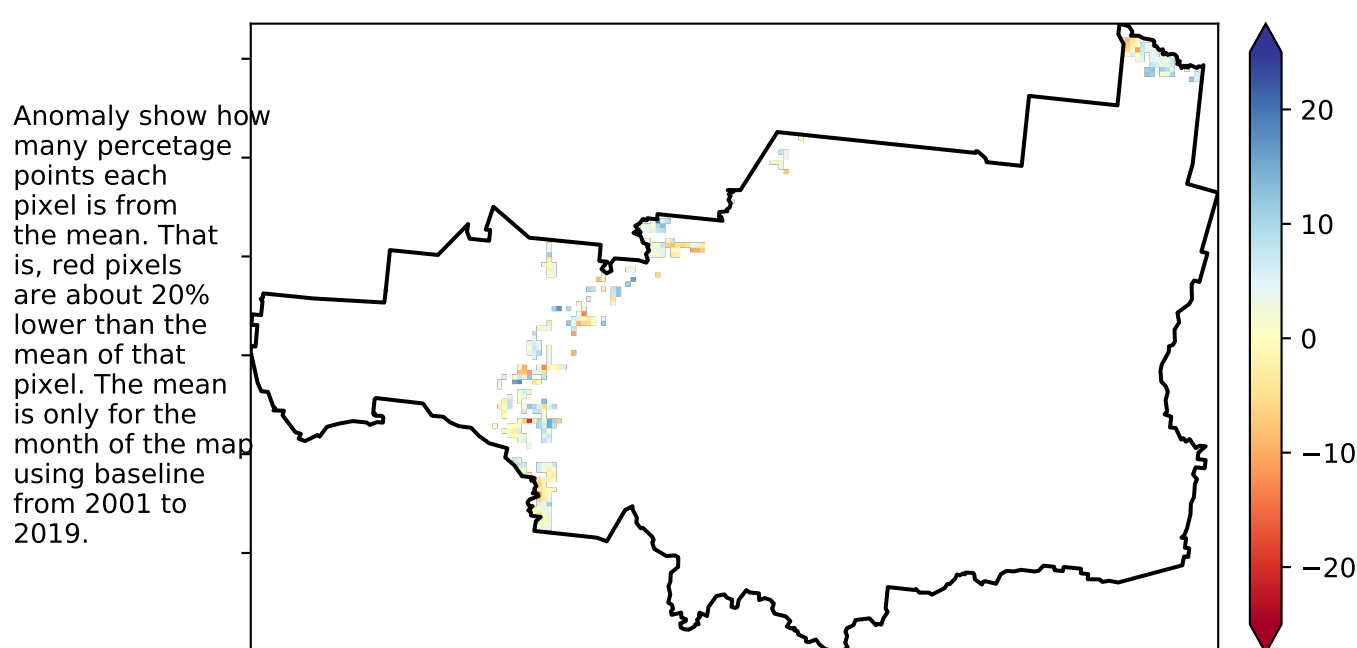 Anomaly show how
many percetage
points each
pixel is from
the mean. That
is, red pixels
are about 20%
lower than the
mean of that
pixel. The mean
is only for the
month of the map
using baseline
from 2001 to
2019.
20
10
0
−10
−20